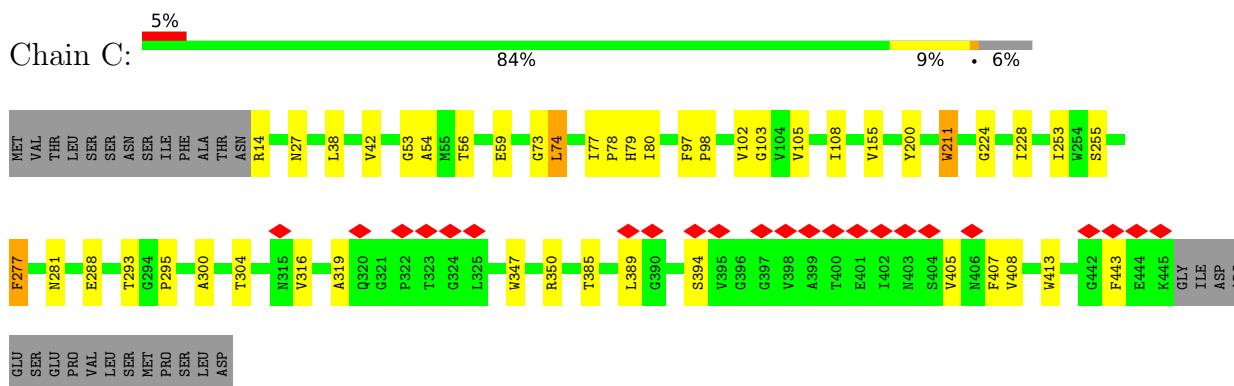 5%
Chain C:
84% 9% • 6%
MET VAL THR LEU SER SER ASN SER ILE PHE ALA THR ASN R14 N27 L38 V42 G53 A54 M55 T56 E59 G73 L74 I77 P78 H79 I80 F97 P98 V102 G103 V104 V105 I108 V155 Y200 W211 G224 I228 I253 W254 S255
F277 N281 E288 T293 G294 P295 A300 T304 N315 V316 A319 Q320 G321 P322 T323 G324 L325 W347 R350 T385 L389 G390 S394 V395 G396 G397 V398 A399 T400 E401 I402 N403 S404 V405 N406 F407 V408 W413 G442 F443 E444 K445 GLY ILE ASP
GLU SER GLU PRO VAL LEU SER MET PRO SER LEU ASP